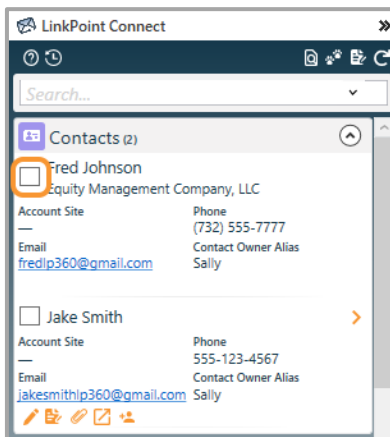 LinkPoint Connect
Search...
Contacts (2)
Fred Johnson
Equity Management Company, LLC
Account Site Phone
— (732) 555-7777
Email Contact Owner Alias
fredlp360@gmail.com Sally
Jake Smith
Account Site Phone
— 555-123-4567
Email Contact Owner Alias
jakesmithlp360@gmail.com Sally